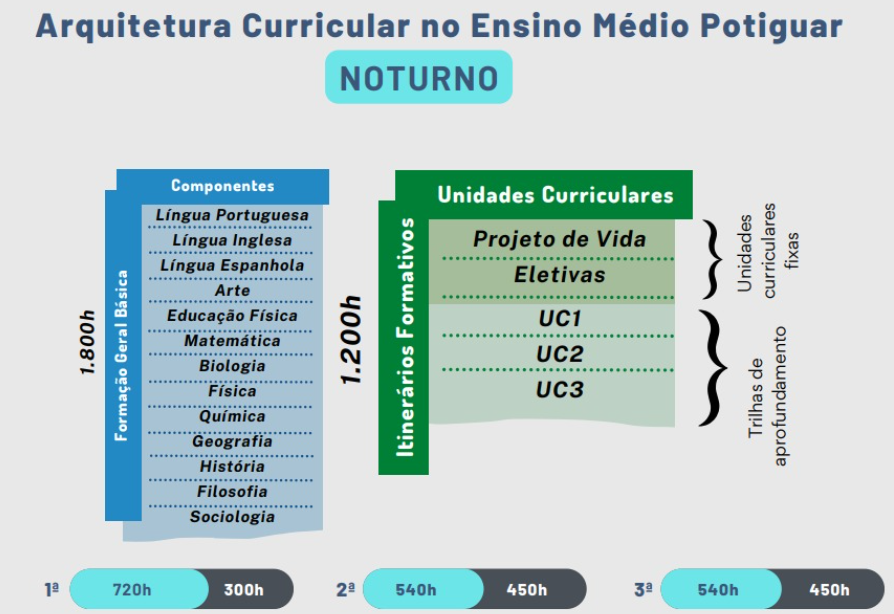 Arquitetura Curricular no Ensino Médio Potiguar
NOTURNO
1.800h
Formação Geral Básica
Componentes
Língua Portuguesa
Língua Inglesa
Língua Espanhola
Arte
Educação Física
Matemática
Biologia
Física
Química
Geografia
História
Filosofia
Sociologia
1.200h
Itinerários Formativos
Unidades Curriculares
Projeto de Vida
Eletivas
UC1
UC2
UC3
Unidades
curriculares
fixas
Trilhas de
aprofundamento
1ª 720h 300h
2ª 540h 450h
3ª 540h 450h